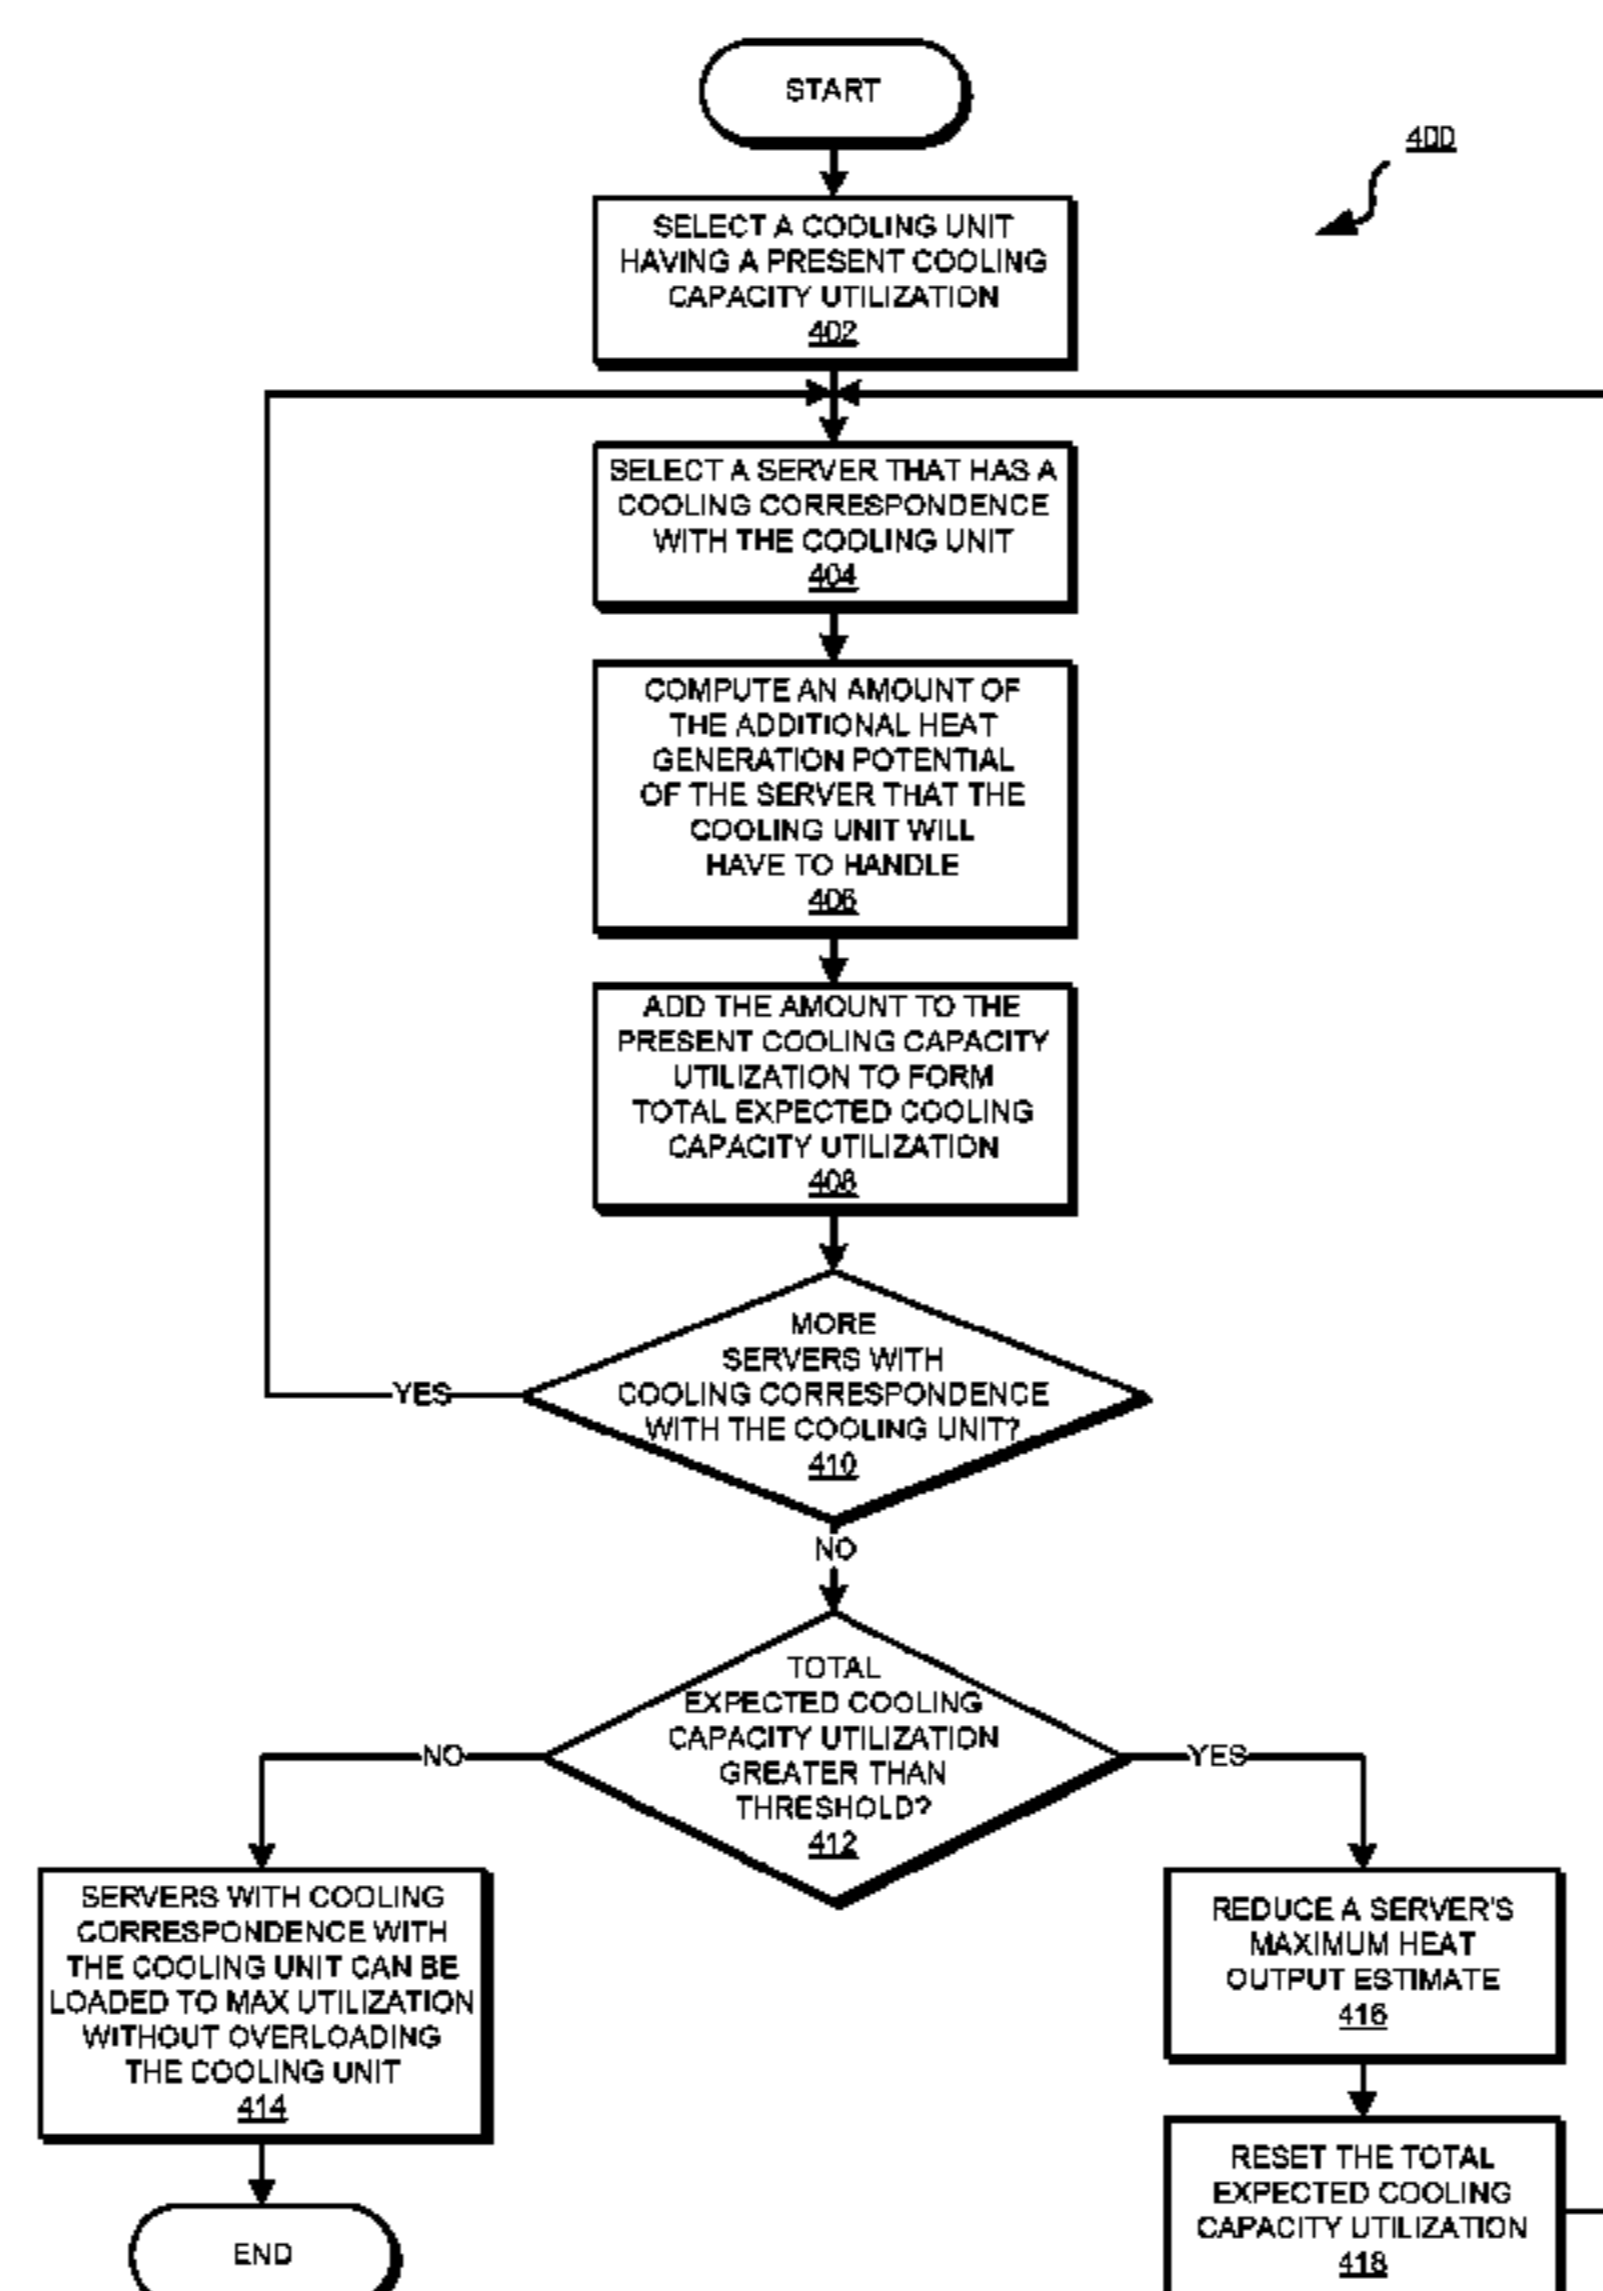 START
400
SELECT A COOLING UNIT
HAVING A PRESENT COOLING
CAPACITY UTILIZATION
402
SELECT A SERVER THAT HAS A
COOLING CORRESPONDENCE
WITH THE COOLING UNIT
404
COMPUTE AN AMOUNT OF
THE ADDITIONAL HEAT
GENERATION POTENTIAL
OF THE SERVER THAT THE
COOLING UNIT WILL
HAVE TO HANDLE
406
ADD THE AMOUNT TO THE
PRESENT COOLING CAPACITY
UTILIZATION TO FORM
TOTAL EXPECTED COOLING
CAPACITY UTILIZATION
408
MORE
SERVERS WITH
COOLING CORRESPONDENCE
WITH THE COOLING UNIT?
410
YES
NO
TOTAL
EXPECTED COOLING
CAPACITY UTILIZATION
GREATER THAN
THRESHOLD?
412
NO
YES
SERVERS WITH COOLING
CORRESPONDENCE WITH
THE COOLING UNIT CAN BE
LOADED TO MAX UTILIZATION
WITHOUT OVERLOADING
THE COOLING UNIT
414
END
REDUCE A SERVER'S
MAXIMUM HEAT
OUTPUT ESTIMATE
416
RESET THE TOTAL
EXPECTED COOLING
CAPACITY UTILIZATION
418